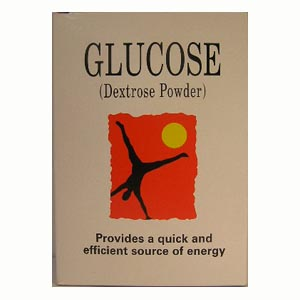 GLUCOSE
(Dextrose Powder)
Provides a quick and
efficient source of energy